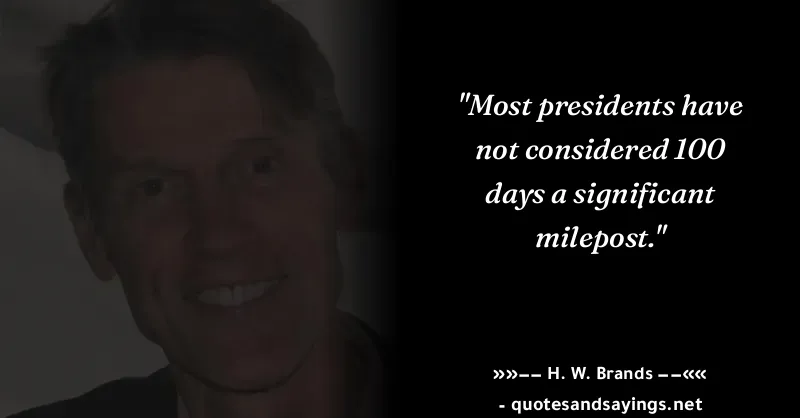 "Most presidents have
not considered 100
days a significant
milepost."
»»–– H. W. Brands ––««
- quotesandsayings.net